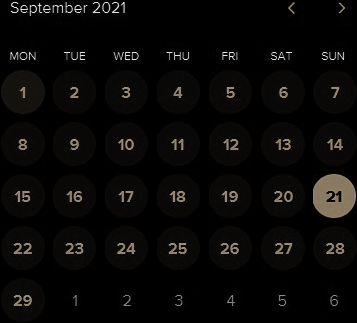 September 2021
MON TUE WED THU FRI SAT SUN
1 2 3 4 5 6 7
8 9 10 11 12 13 14
15 16 17 18 19 20 21
22 23 24 25 26 27 28
29 1 2 3 4 5 6